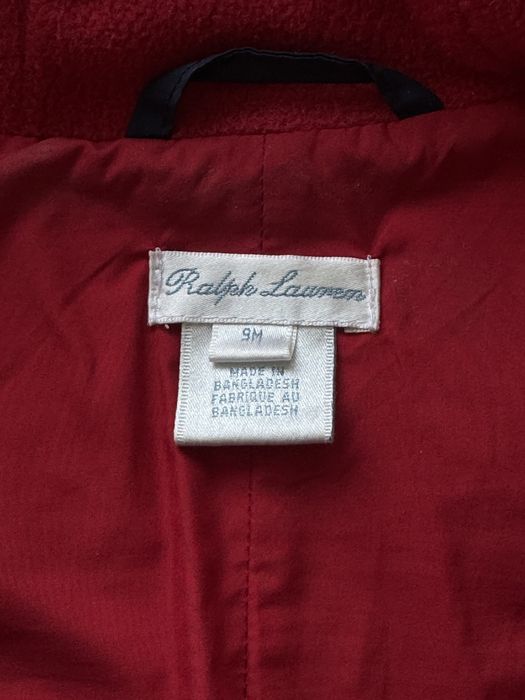 Ralph Lauren
9M
MADE IN
BANGLADESH
FABRIQUE AU
BANGLADESH